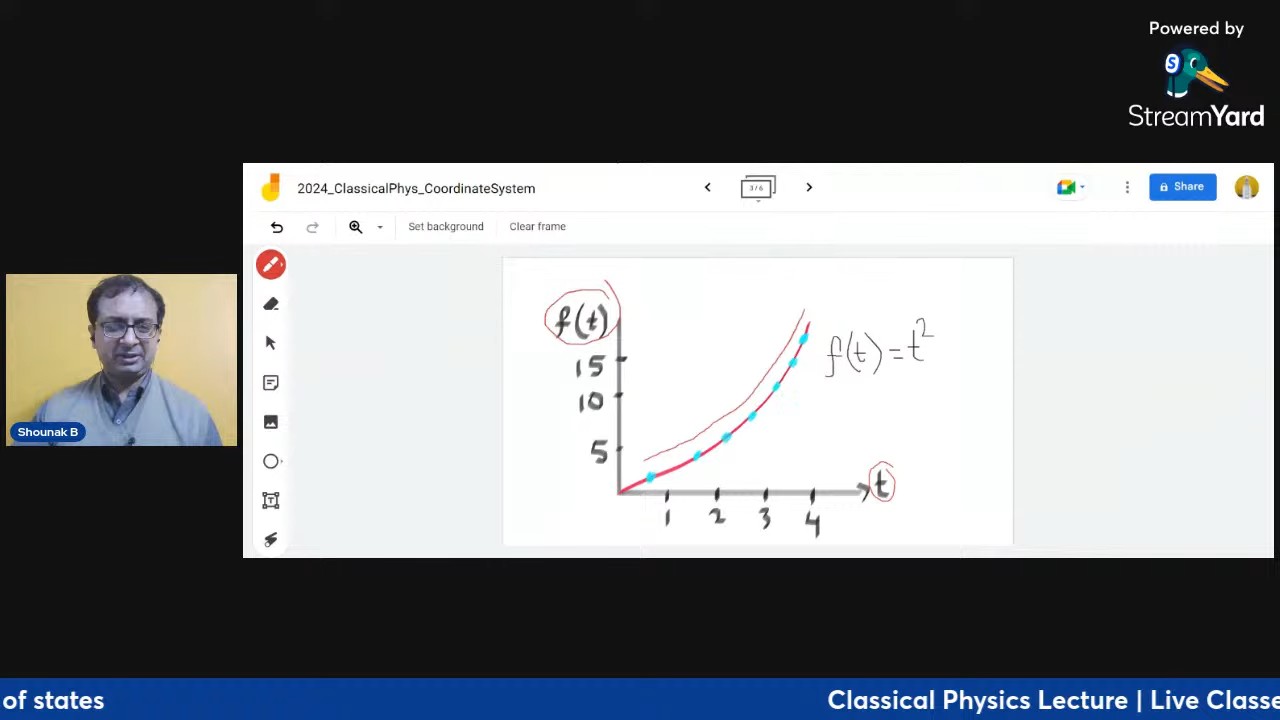 Powered by
S
StreamYard
2024_ClassicalPhys_CoordinateSystem
3/6
Share
Set background
Clear frame
f(t)
15
10
5
f(t)=t²
t
1 2 3 4
T
Shounak B
of states
Classical Physics Lecture | Live Classe